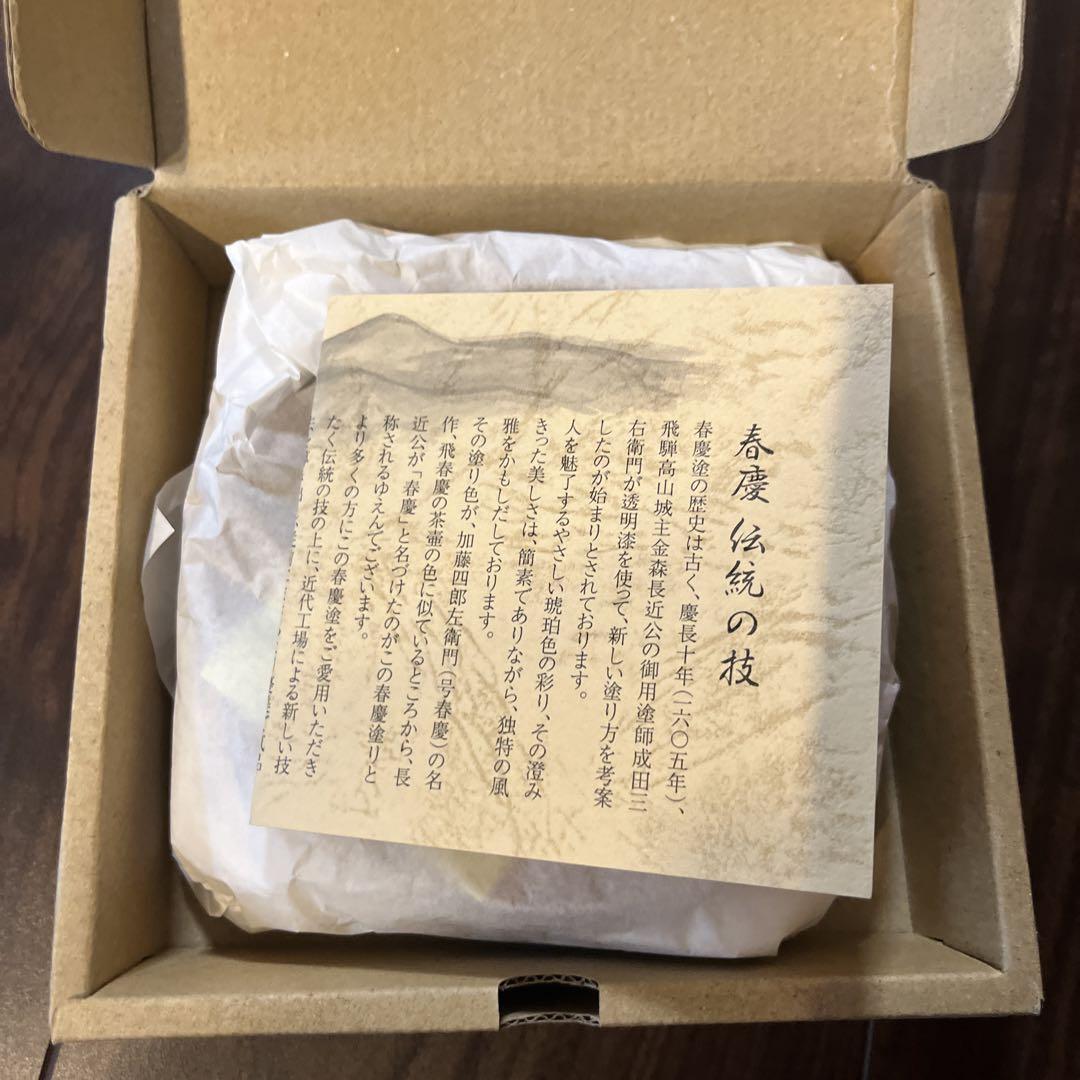 春慶 伝統の技
春慶塗の歴史は古く、慶長十年（一六〇五年）、
飛騨高山城主金森長近公の御用塗師成田三
右衛門が透明漆を使って、新しい塗り方を考案
したのが始まりとされております。
人を魅了するやさしい琥珀色の彩り、その澄み
きった美しさは、簡素でありながら、独特の風
雅をかもしだしております。
その塗り色が、加藤四郎左衛門（号春慶）の名
作、飛春慶の茶壷の色に似ているところから、長
近公が「春慶」と名づけたのがこの春慶塗りと
称されるゆえんでございます。
より多くの方にこの春慶塗をご愛用いただき
たく伝統の技の上に、近代工場による新しい技